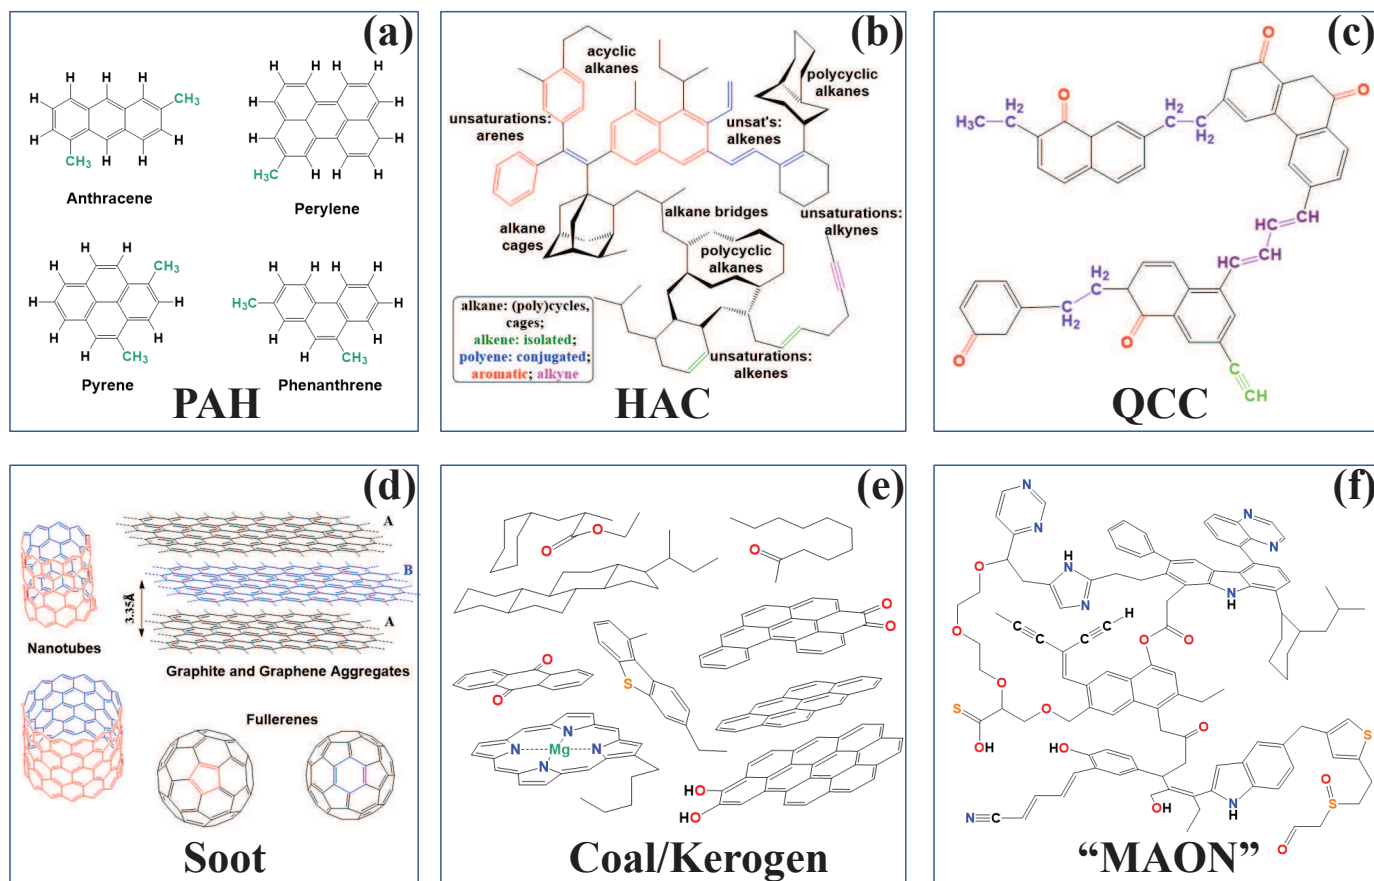 (a)
H H H
CH3
H
H
H
CH3 H H
Anthracene
H H H H
H H
H H
H3C H H H
Perylene
H H
CH3
H H
H H
H CH3
Pyrene
H H H H
H3C H
H H
H CH3
Phenanthrene
PAH
(b)
acyclic
alkanes
polycyclic
alkanes
unsaturations:
arenes
unsat's:
alkenes
alkane
cages
alkane bridges
unsaturations:
alkynes
polycyclic
alkanes
alkane: (poly)cycles,
cages;
alkene: isolated;
polyene: conjugated;
aromatic; alkyne
unsaturations:
alkenes
HAC
(c)
O
O
O
H2
C
H3C
H2
C
C
H2
HC
CH
HC
CH
H2
C
C
H2
O
O
C
CH
QCC
(d)
A
B
A
3.35Å
Nanotubes
Graphite and Graphene Aggregates
Fullerenes
Soot
(e)
O
O
O
O
O
O
O
S
N
N Mg N
N
HO
HO
Coal/Kerogen
(f)
N
N
N
N
O
H
N
N
N
H
O
O
O
C
C
C
C H
O
S
OH
O
O
HO
OH
N
H
N C
S
O
S
O
"MAON"